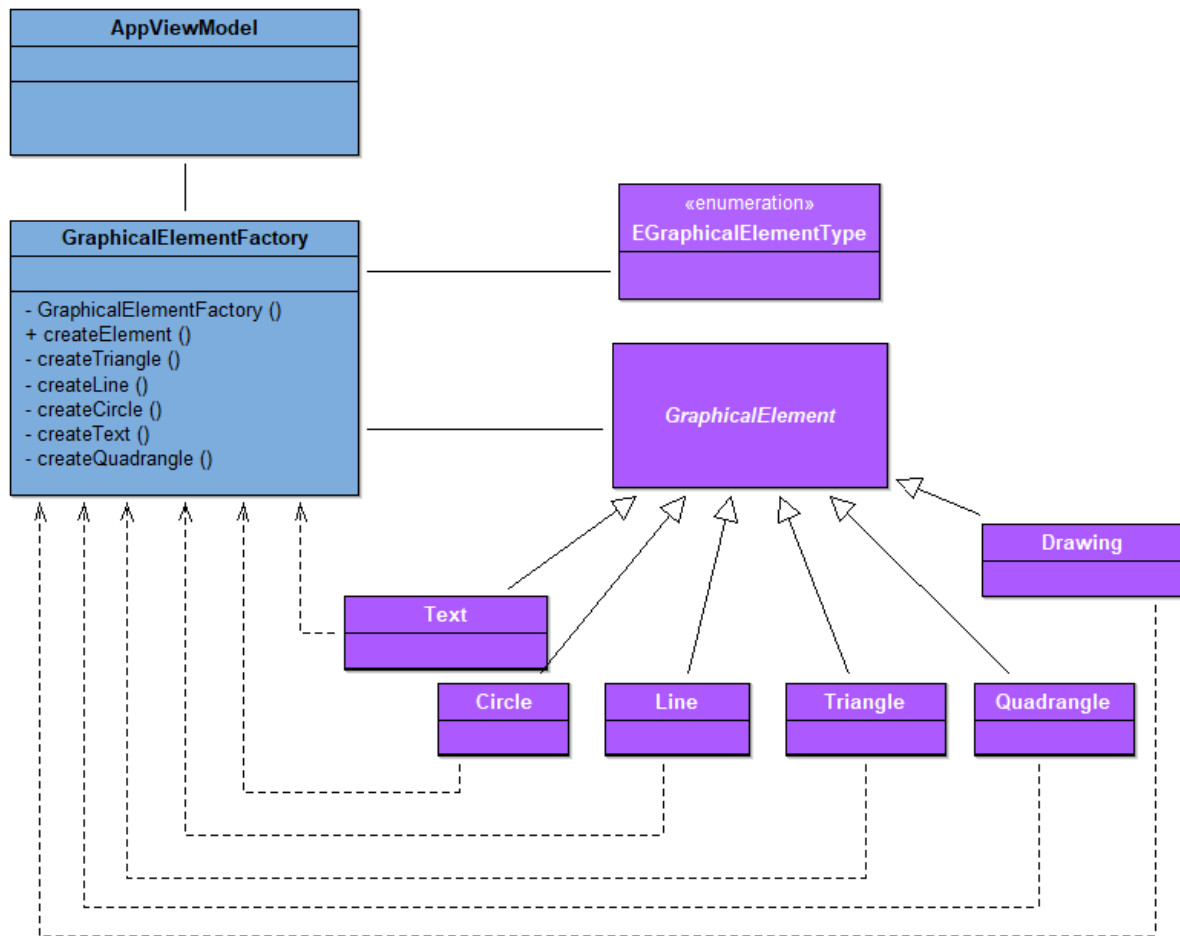 AppViewModel
GraphicalElementFactory
- GraphicalElementFactory ()
+ createElement ()
- createTriangle ()
- createLine ()
- createCircle ()
- createText ()
- createQuadrangle ()
«enumeration»
EGraphicalElementType
GraphicalElement
Drawing
Text
Circle
Line
Triangle
Quadrangle